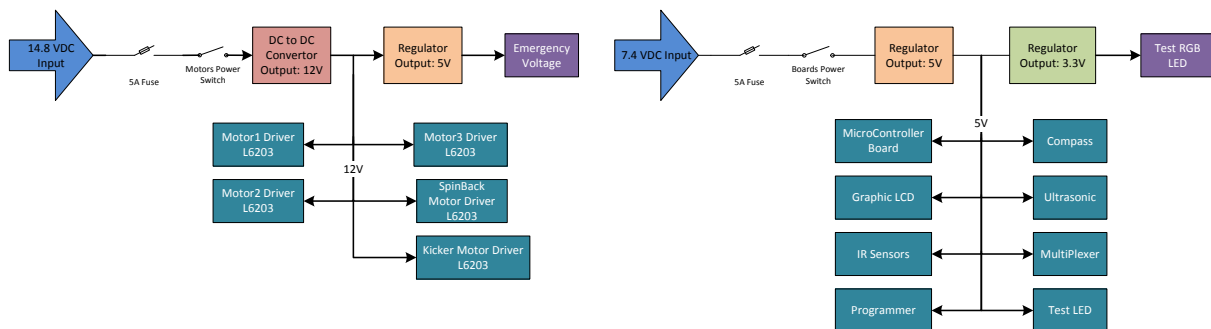 14.8 VDC
Input
5A Fuse
Motors Power
Switch
DC to DC
Convertor
Output: 12V
Regulator
Output: 5V
Emergency
Voltage
Motor1 Driver
L6203
Motor3 Driver
L6203
12V
Motor2 Driver
L6203
SpinBack
Motor Driver
L6203
Kicker Motor Driver
L6203
7.4 VDC Input
5A Fuse
Boards Power
Switch
Regulator
Output: 5V
Regulator
Output: 3.3V
Test RGB
LED
5V
MicroController
Board
Compass
Graphic LCD
Ultrasonic
IR Sensors
MultiPlexer
Programmer
Test LED